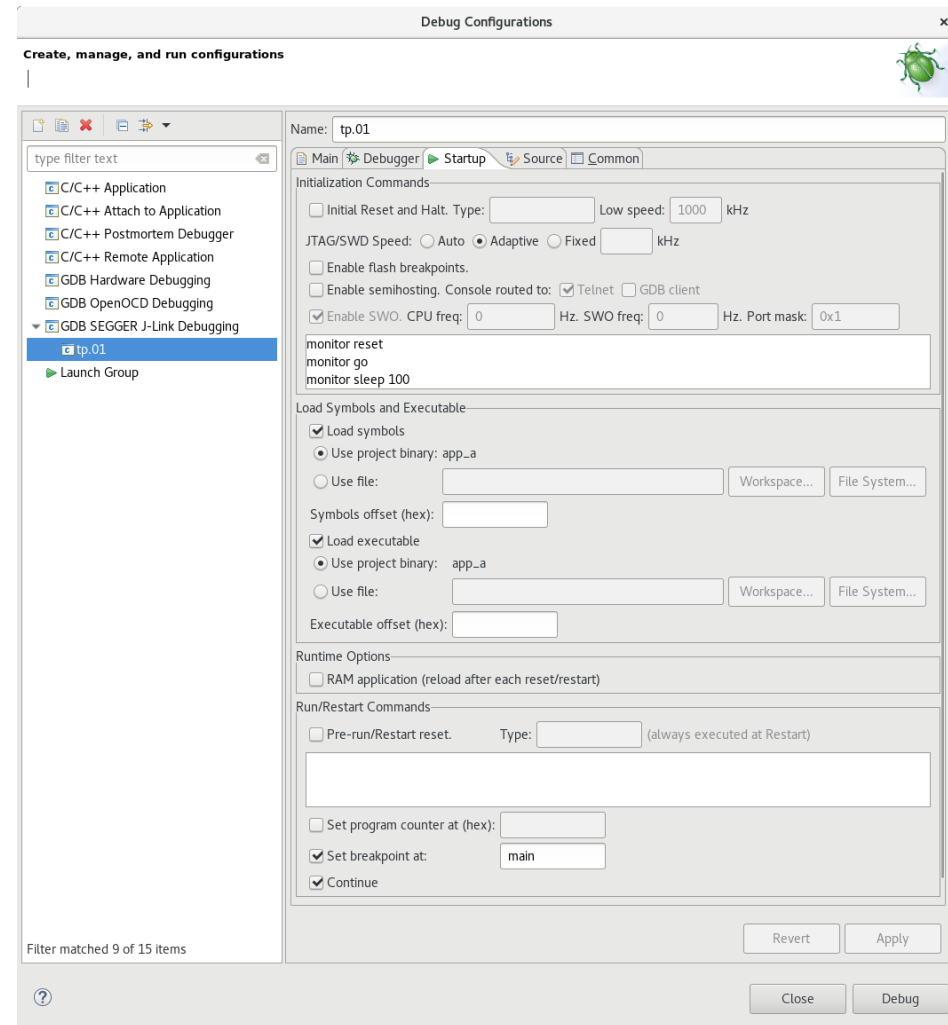 Debug Configurations ×
Create, manage, and run configurations
type filter text
C/C++ Application
C/C++ Attach to Application
C/C++ Postmortem Debugger
C/C++ Remote Application
GDB Hardware Debugging
GDB OpenOCD Debugging
GDB SEGGER J-Link Debugging
tp.01
Launch Group
Filter matched 9 of 15 items
Name: tp.01
Main Debugger Startup Source Common
Initialization Commands
Initial Reset and Halt. Type: Low speed: 1000 kHz
JTAG/SWD Speed: Auto Adaptive Fixed kHz
Enable flash breakpoints.
Enable semihosting. Console routed to: Telnet GDB client
Enable SWO. CPU freq: 0 Hz. SWO freq: 0 Hz. Port mask: 0x1
monitor reset
monitor go
monitor sleep 100
Load Symbols and Executable
Load symbols
Use project binary: app_a
Use file: Workspace... File System...
Symbols offset (hex):
Load executable
Use project binary: app_a
Use file: Workspace... File System...
Executable offset (hex):
Runtime Options
RAM application (reload after each reset/restart)
Run/Restart Commands
Pre-run/Restart reset. Type: (always executed at Restart)
Set program counter at (hex):
Set breakpoint at: main
Continue
Revert Apply
? Close Debug